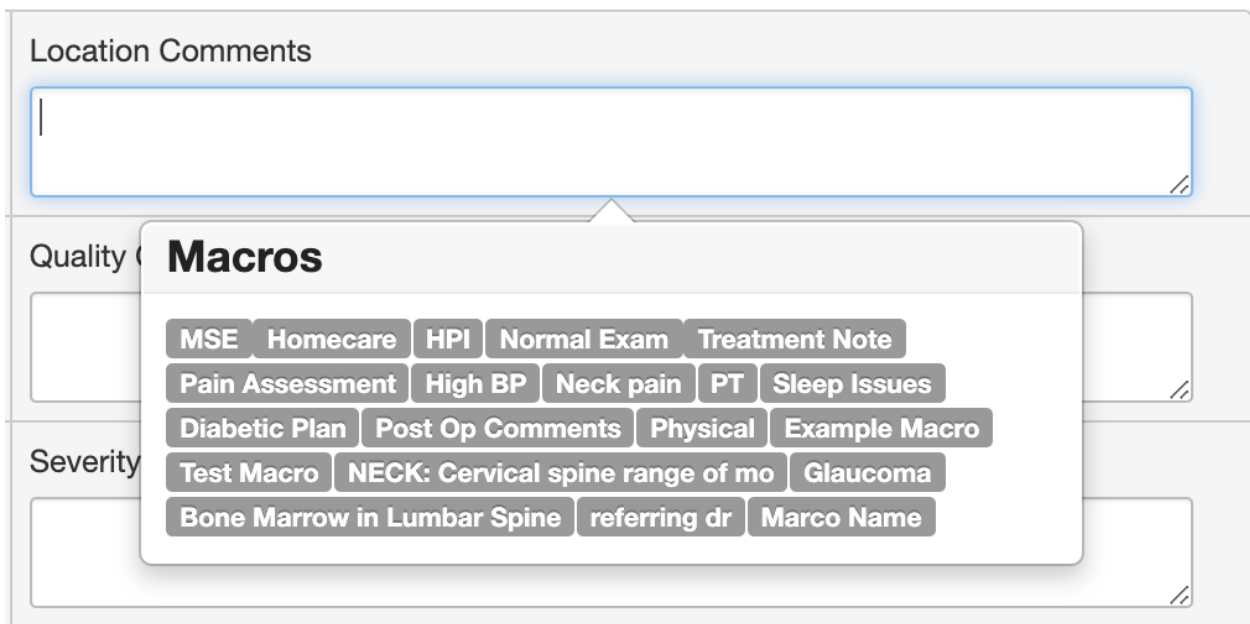 Location Comments
Quality
Macros
MSE Homecare HPI Normal Exam Treatment Note
Pain Assessment High BP Neck pain PT Sleep Issues
Diabetic Plan Post Op Comments Physical Example Macro
Severity
Test Macro NECK: Cervical spine range of mo Glaucoma
Bone Marrow in Lumbar Spine referring dr Marco Name